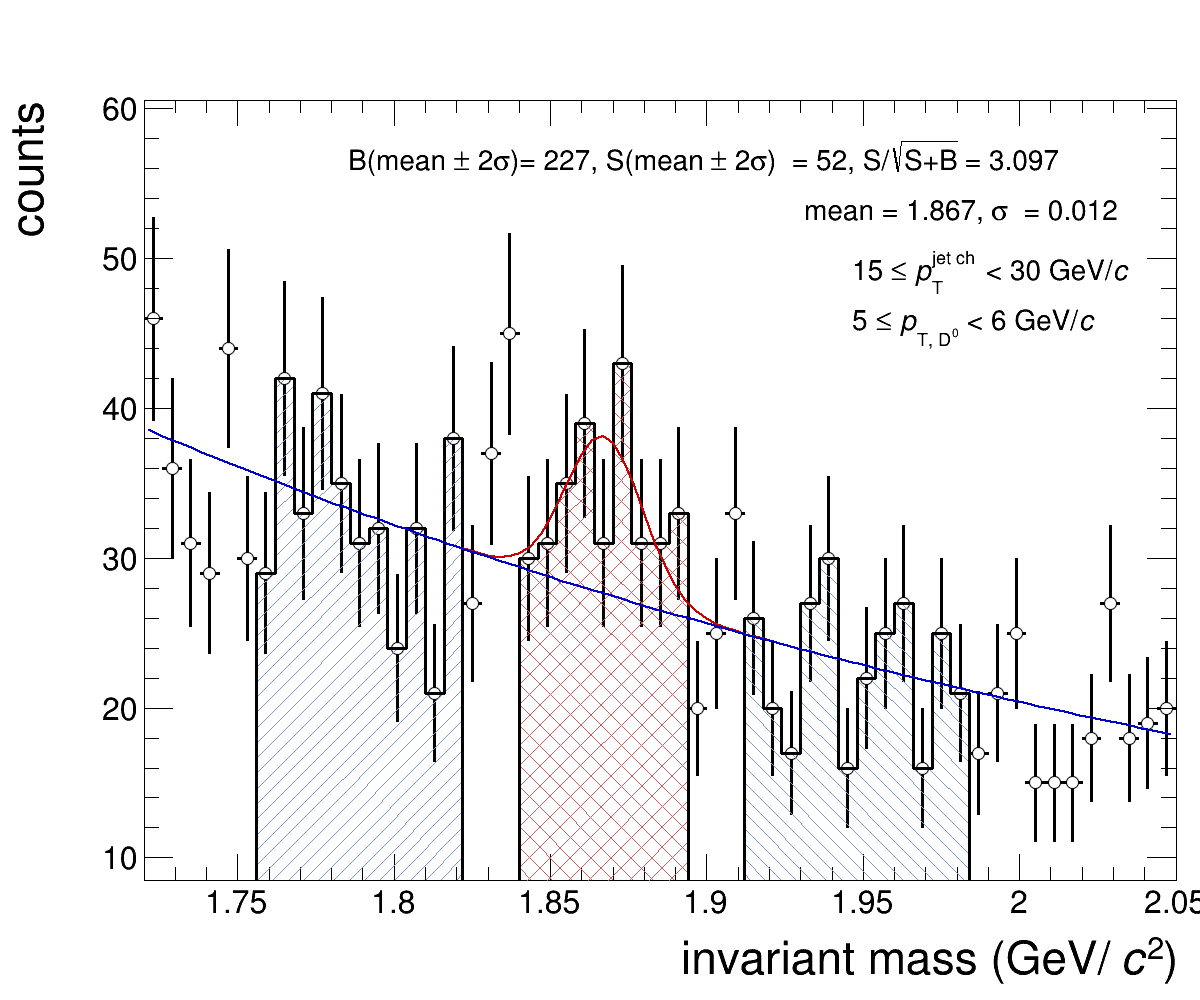 counts
60
50
40
30
20
10
B(mean ± 2σ)= 227, S(mean ± 2σ) = 52, S/√S+B = 3.097
mean = 1.867, σ = 0.012
15 ≤ p_T^jet ch < 30 GeV/c
5 ≤ p_T, D⁰ < 6 GeV/c
1.75 1.8 1.85 1.9 1.95 2 2.05
invariant mass (GeV/ c²)